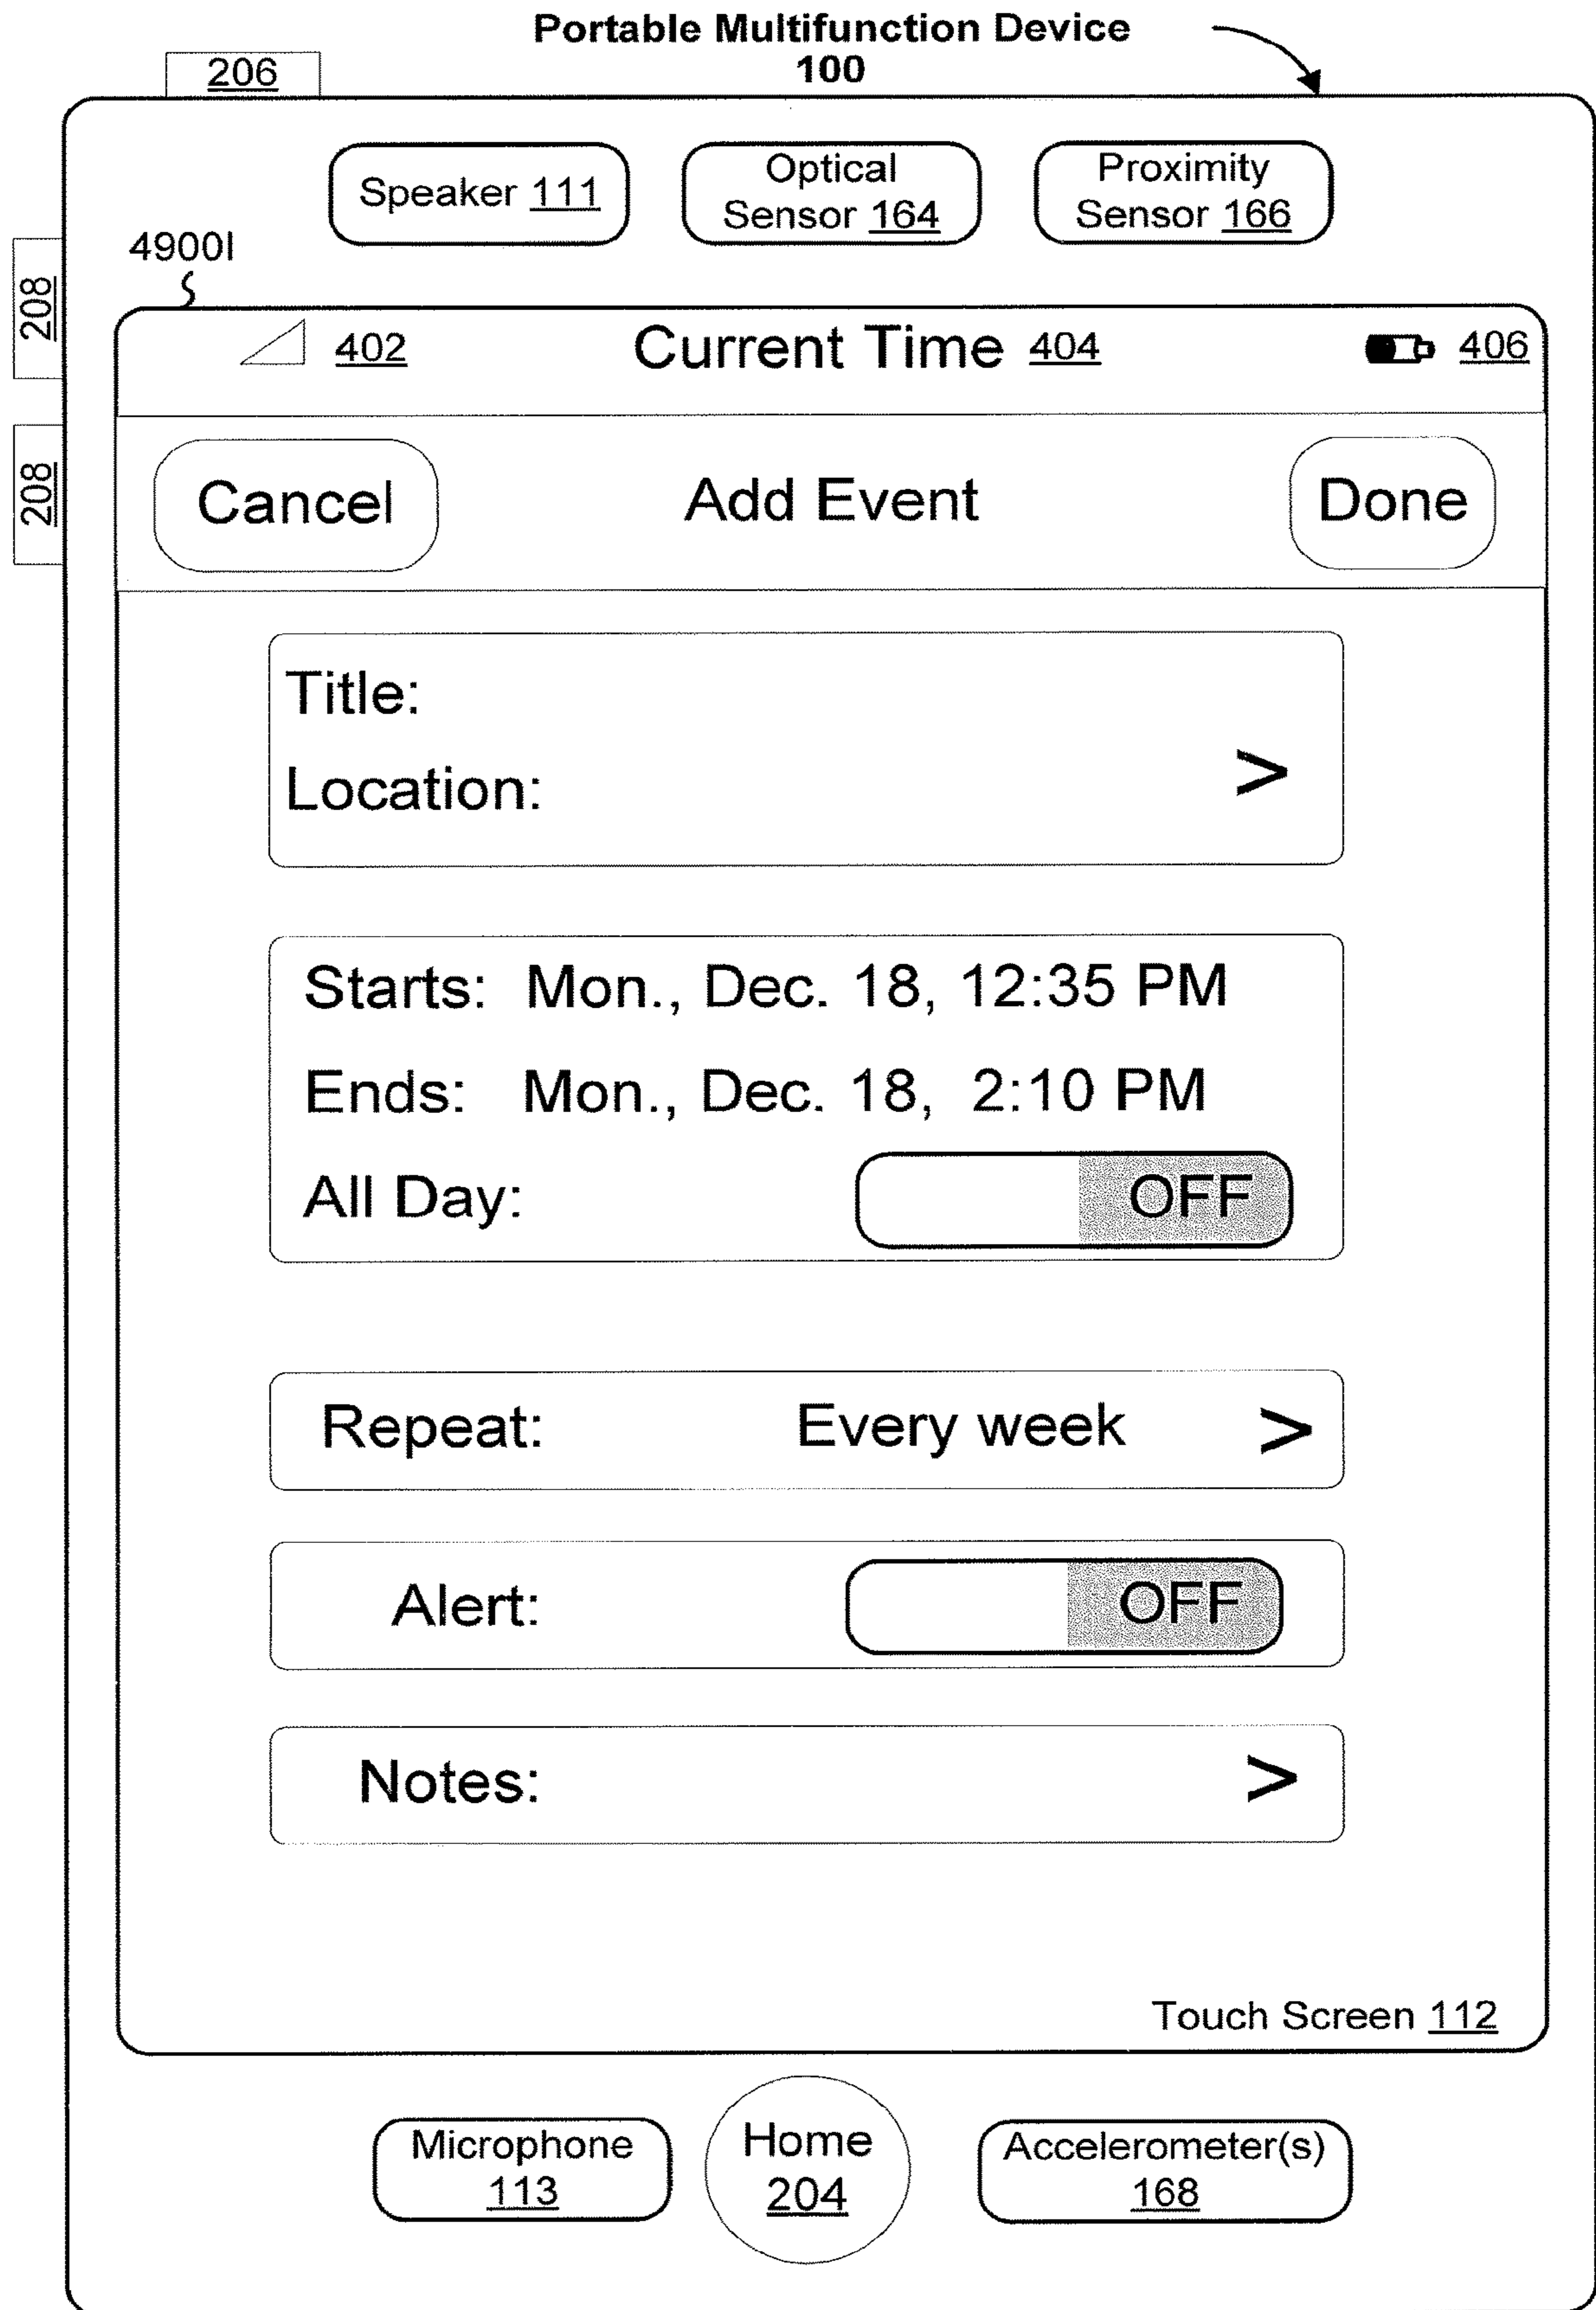 Portable Multifunction Device
100
206
Speaker 111
Optical
Sensor 164
Proximity
Sensor 166
4900I
208
402
Current Time 404
406
208
Cancel
Add Event
Done
Title:
Location:
>
Starts: Mon., Dec. 18, 12:35 PM
Ends: Mon., Dec. 18, 2:10 PM
All Day:
OFF
Repeat:
Every week
>
Alert:
OFF
Notes:
>
Touch Screen 112
Microphone
113
Home
204
Accelerometer(s)
168